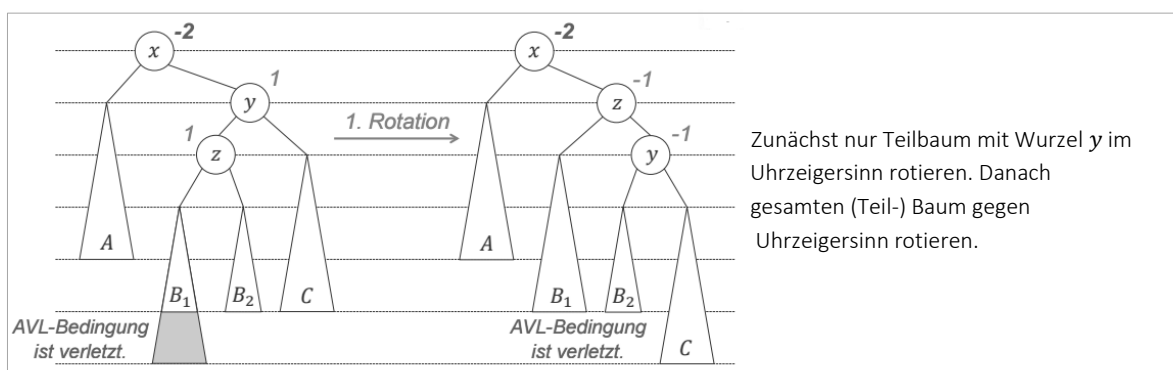 x -2
1
y
1
z
A
B₁
B₂
C
AVL-Bedingung
ist verletzt.
1. Rotation
x -2
-1
z
-1
y
A
B₁
B₂
AVL-Bedingung
ist verletzt.
C
Zunächst nur Teilbaum mit Wurzel y im
Uhrzeigersinn rotieren. Danach
gesamten (Teil-) Baum gegen
Uhrzeigersinn rotieren.